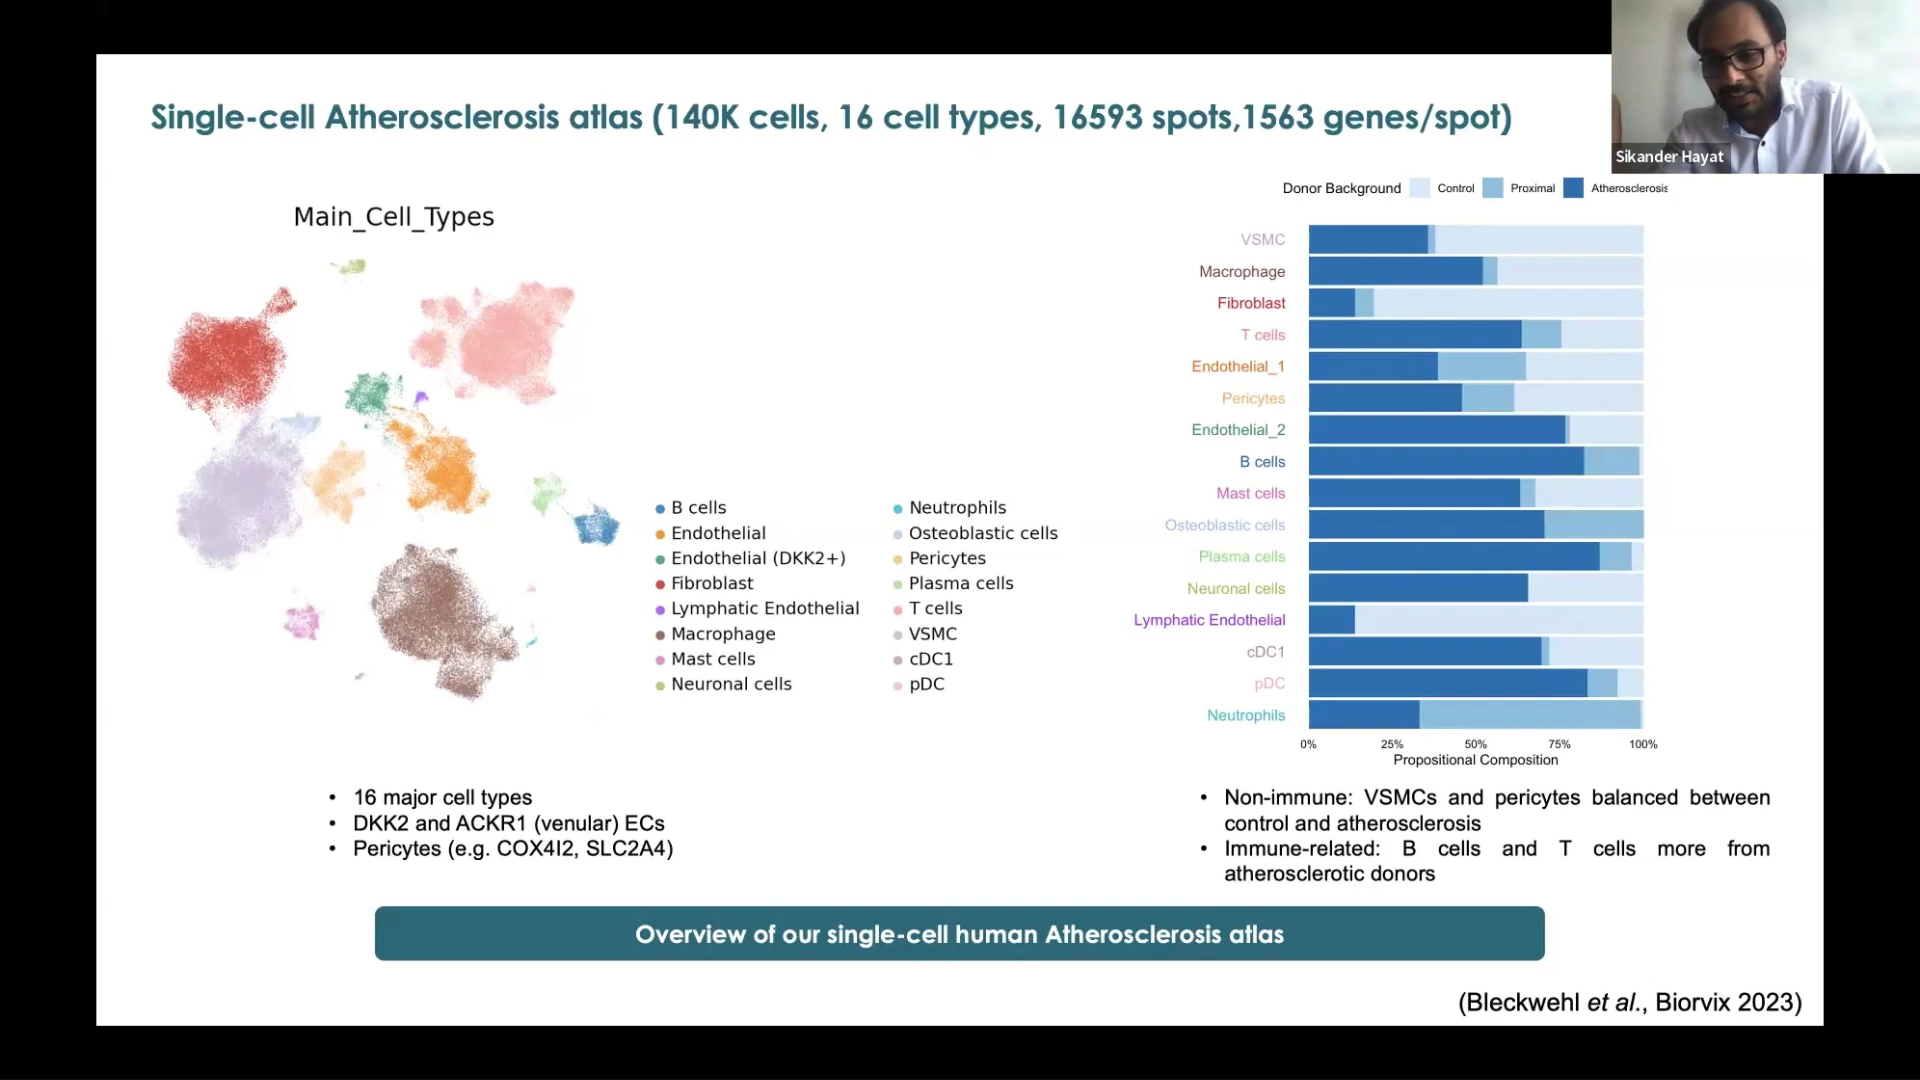 Single-cell Atherosclerosis atlas (140K cells, 16 cell types, 16593 spots,1563 genes/spot)
Sikander Hayat
Main_Cell_Types
B cells
Endothelial
Endothelial (DKK2+)
Fibroblast
Lymphatic Endothelial
Macrophage
Mast cells
Neuronal cells
Neutrophils
Osteoblastic cells
Pericytes
Plasma cells
T cells
VSMC
cDC1
pDC
Donor Background Control Proximal Atherosclerosis
VSMC
Macrophage
Fibroblast
T cells
Endothelial_1
Pericytes
Endothelial_2
B cells
Mast cells
Osteoblastic cells
Plasma cells
Neuronal cells
Lymphatic Endothelial
cDC1
pDC
Neutrophils
0% 25% 50% 75% 100%
Propositional Composition
• 16 major cell types
• DKK2 and ACKR1 (venular) ECs
• Pericytes (e.g. COX4I2, SLC2A4)
• Non-immune: VSMCs and pericytes balanced between
control and atherosclerosis
• Immune-related: B cells and T cells more from
atherosclerotic donors
Overview of our single-cell human Atherosclerosis atlas
(Bleckwehl et al., Biorvix 2023)